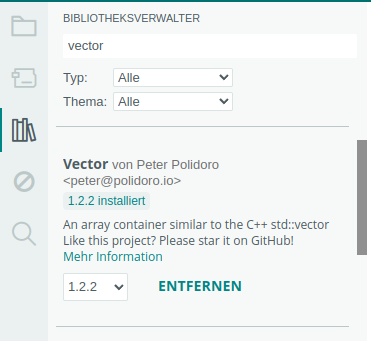 BIBLIOTHEKSVERWALTER
vector
Typ: Alle
Thema: Alle
Vector von Peter Polidoro
<peter@polidoro.io>
1.2.2 installiert
An array container similar to the C++ std::vector
Like this project? Please star it on GitHub!
Mehr Information
1.2.2 ENTFERNEN